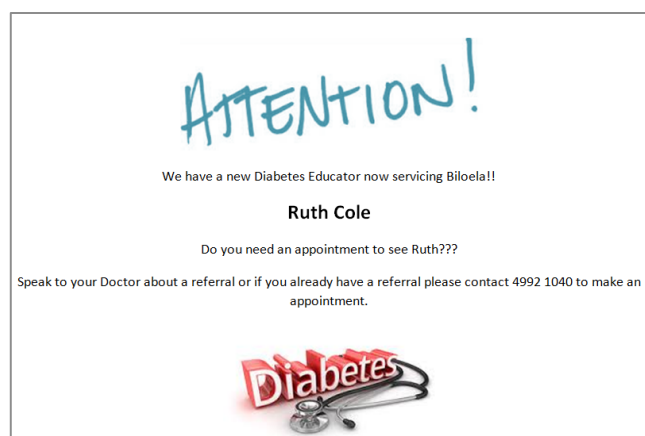 ATTENTION!
We have a new Diabetes Educator now servicing Biloela!!
Ruth Cole
Do you need an appointment to see Ruth???
Speak to your Doctor about a referral or if you already have a referral please contact 4992 1040 to make an
appointment.
Diabetes